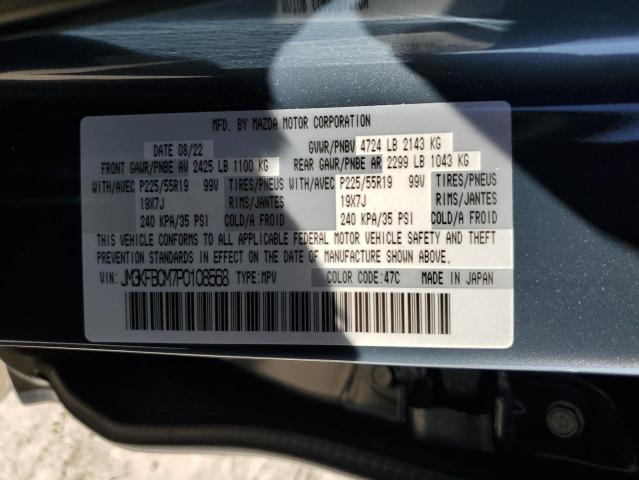 MFD. BY MAZDA MOTOR CORPORATION
DATE 08/22 GVWR/PNBV 4724 LB 2143 KG
FRONT GAWR/PNBE AV 2425 LB 1100 KG REAR GAWR/PNBE AR 2299 LB 1043 KG
WITH/AVEC P225/55R19 99V TIRES/PNEUS WITH/AVEC P225/55R19 99V TIRES/PNEUS
19X7J RIMS/JANTES 19X7J RIMS/JANTES
240 KPA/35 PSI COLD/A FROID 240 KPA/35 PSI COLD/A FROID
THIS VEHICLE CONFORMS TO ALL APPLICABLE FEDERAL MOTOR VEHICLE SAFETY AND THEFT
PREVENTION STANDARDS IN EFFECT ON THE DATE OF MANUFACTURE SHOWN ABOVE.
VIN: JM3KFBCM7P0108568 TYPE:MPV COLOR CODE:47C MADE IN JAPAN